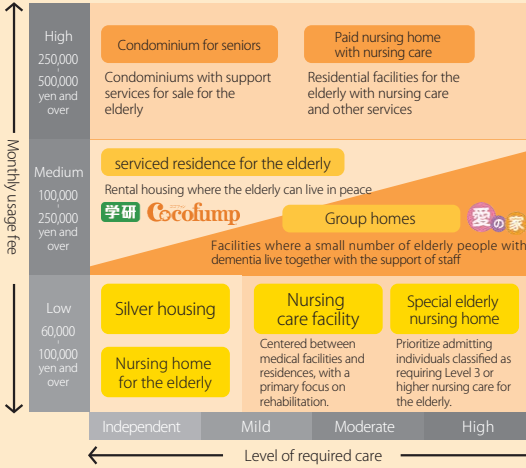 Monthly usage fee
High
250,000
-
500,000
yen and
over
Condominium for seniors
Condominiums with support
services for sale for the
elderly
Paid nursing home
with nursing care
Residential facilities for the
elderly with nursing care
and other services
Medium
100,000
-
250,000
yen and
over
serviced residence for the elderly
Rental housing where the elderly can live in peace
学研 Cocofump
Group homes
愛の家
Facilities where a small number of elderly people with
dementia live together with the support of staff
Low
60,000
-
100,000
yen and
over
Silver housing
Nursing home
for the elderly
Nursing
care facility
Centered between
medical facilities and
residences, with a
primary focus on
rehabilitation.
Special elderly
nursing home
Prioritize admitting
individuals classified as
requiring Level 3 or
higher nursing care for
the elderly.
Independent
Mild
Moderate
High
Level of required care